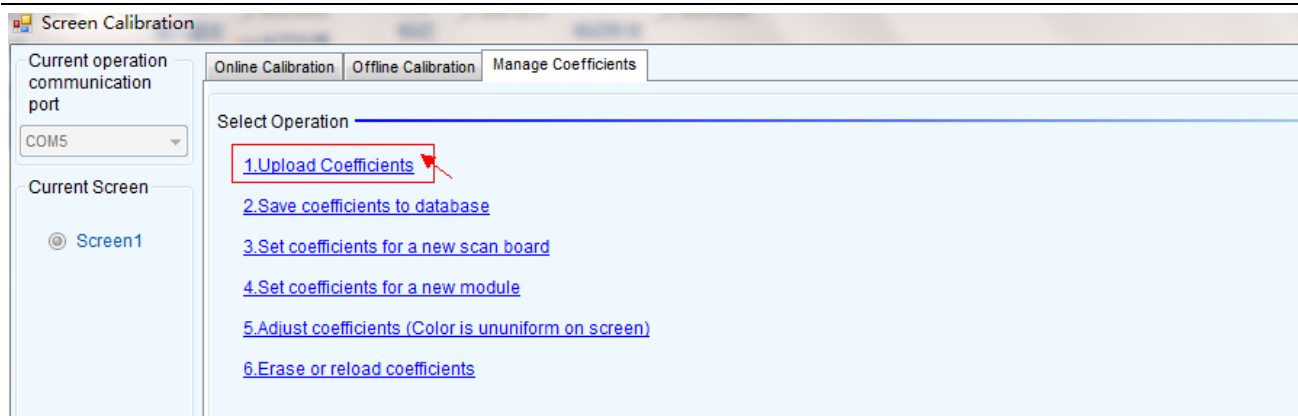 Screen Calibration
Current operation
communication
port
COM5
Current Screen
Screen1
Online Calibration
Offline Calibration
Manage Coefficients
Select Operation
1.Upload Coefficients
2.Save coefficients to database
3.Set coefficients for a new scan board
4.Set coefficients for a new module
5.Adjust coefficients (Color is ununiform on screen)
6.Erase or reload coefficients